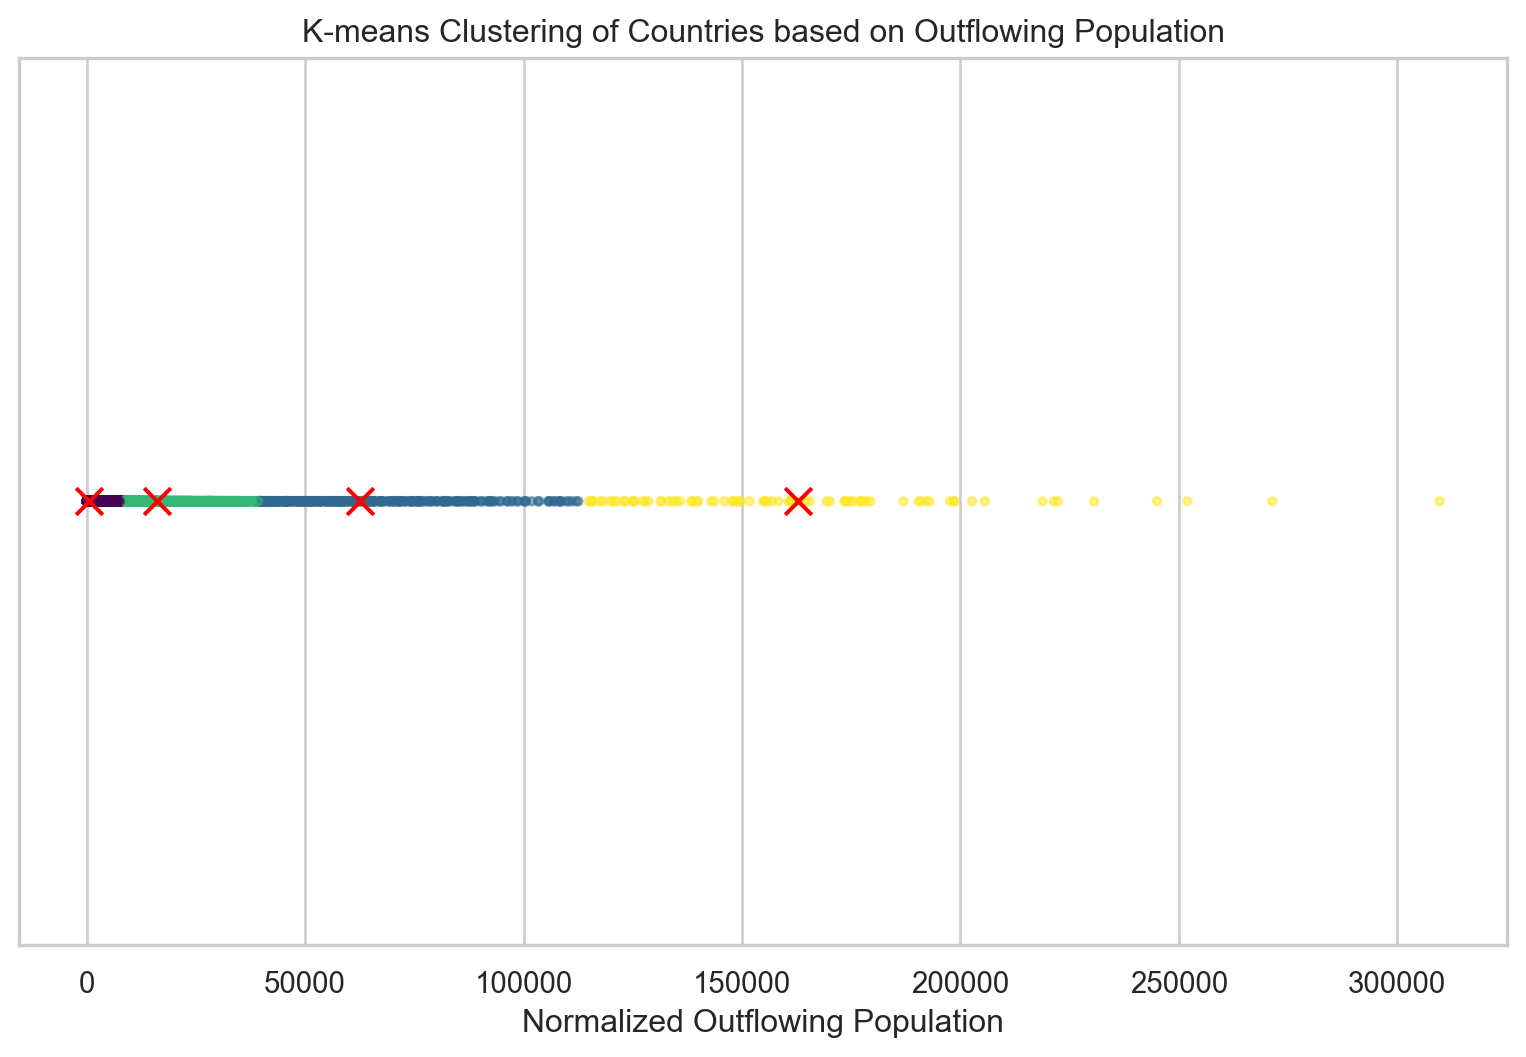 K-means Clustering of Countries based on Outflowing Population
0 50000 100000 150000 200000 250000 300000
Normalized Outflowing Population